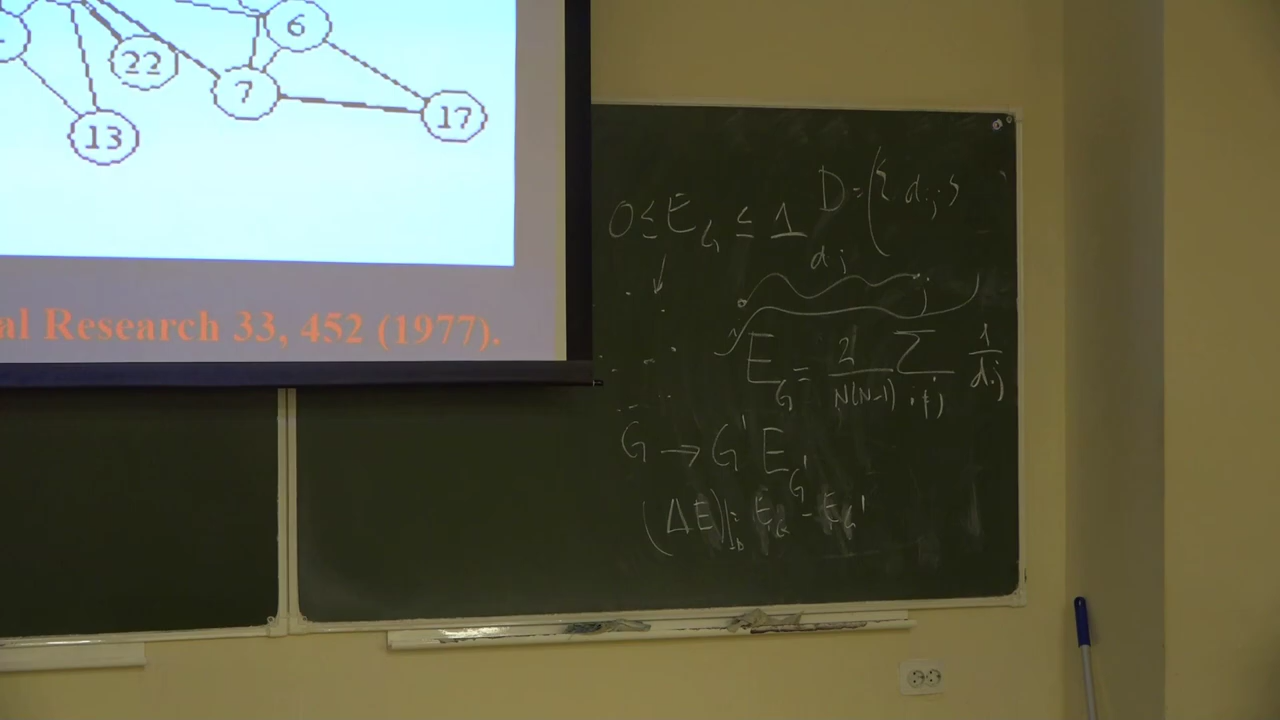 6
22
7
17
13
al Research 33, 452 (1977).
0 ≤ E_G ≤ 1 D = ({d_ij}
d_ij
j
E_G = 2/N(N-1) Σ_{i≠j} 1/d_ij
G → G' E_G'
(ΔE) = E_G - E_G'